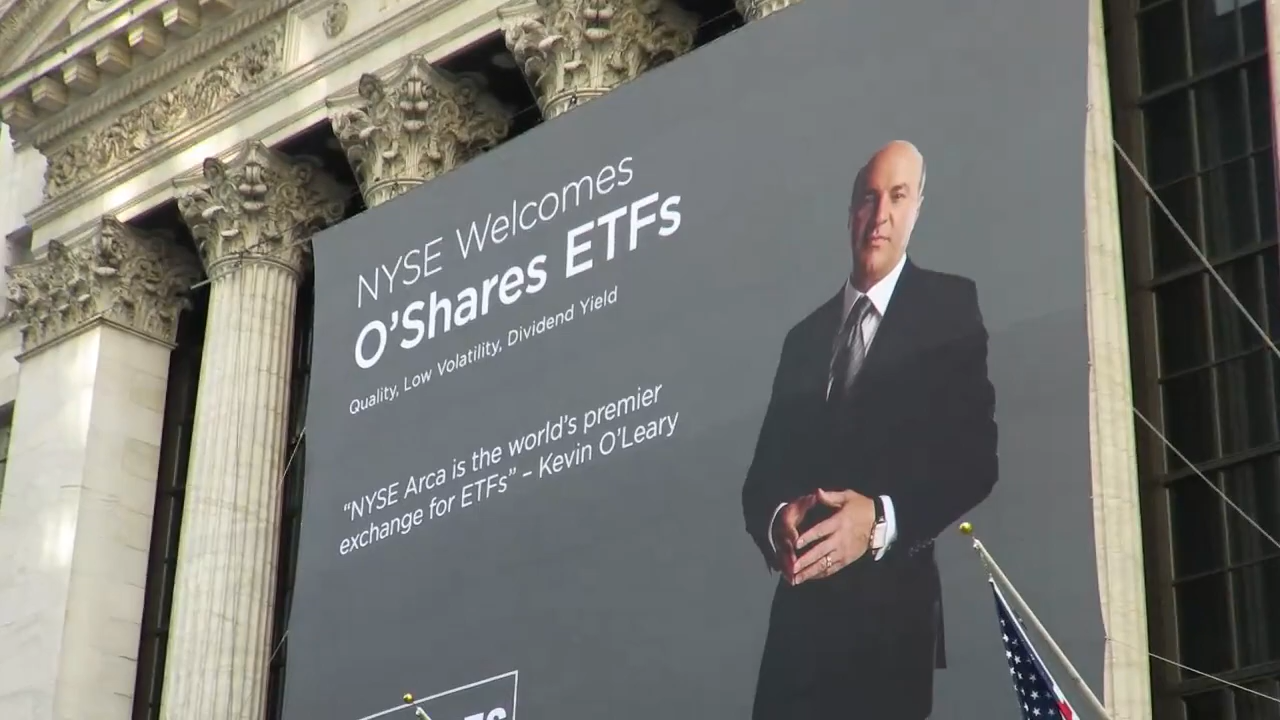 NYSE Welcomes
O'Shares ETFs
Quality, Low Volatility, Dividend Yield
“NYSE Arca is the world's premier
exchange for ETFs” – Kevin O'Leary